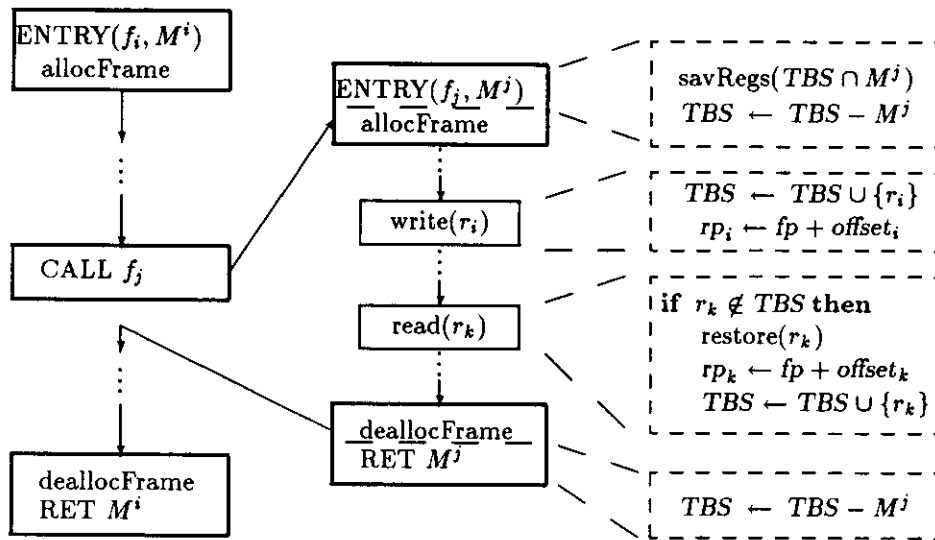 ENTRY(f_i, M^i)
allocFrame
⋮
CALL f_j
⋮
deallocFrame
RET M^i
ENTRY(f_j, M^j)
allocFrame
⋮
write(r_i)
⋮
read(r_k)
⋮
deallocFrame
RET M^j
savRegs(TBS ∩ M^j)
TBS ← TBS − M^j
TBS ← TBS ∪ {r_i}
rp_i ← fp + offset_i
if r_k ∉ TBS then
restore(r_k)
rp_k ← fp + offset_k
TBS ← TBS ∪ {r_k}
TBS ← TBS − M^j